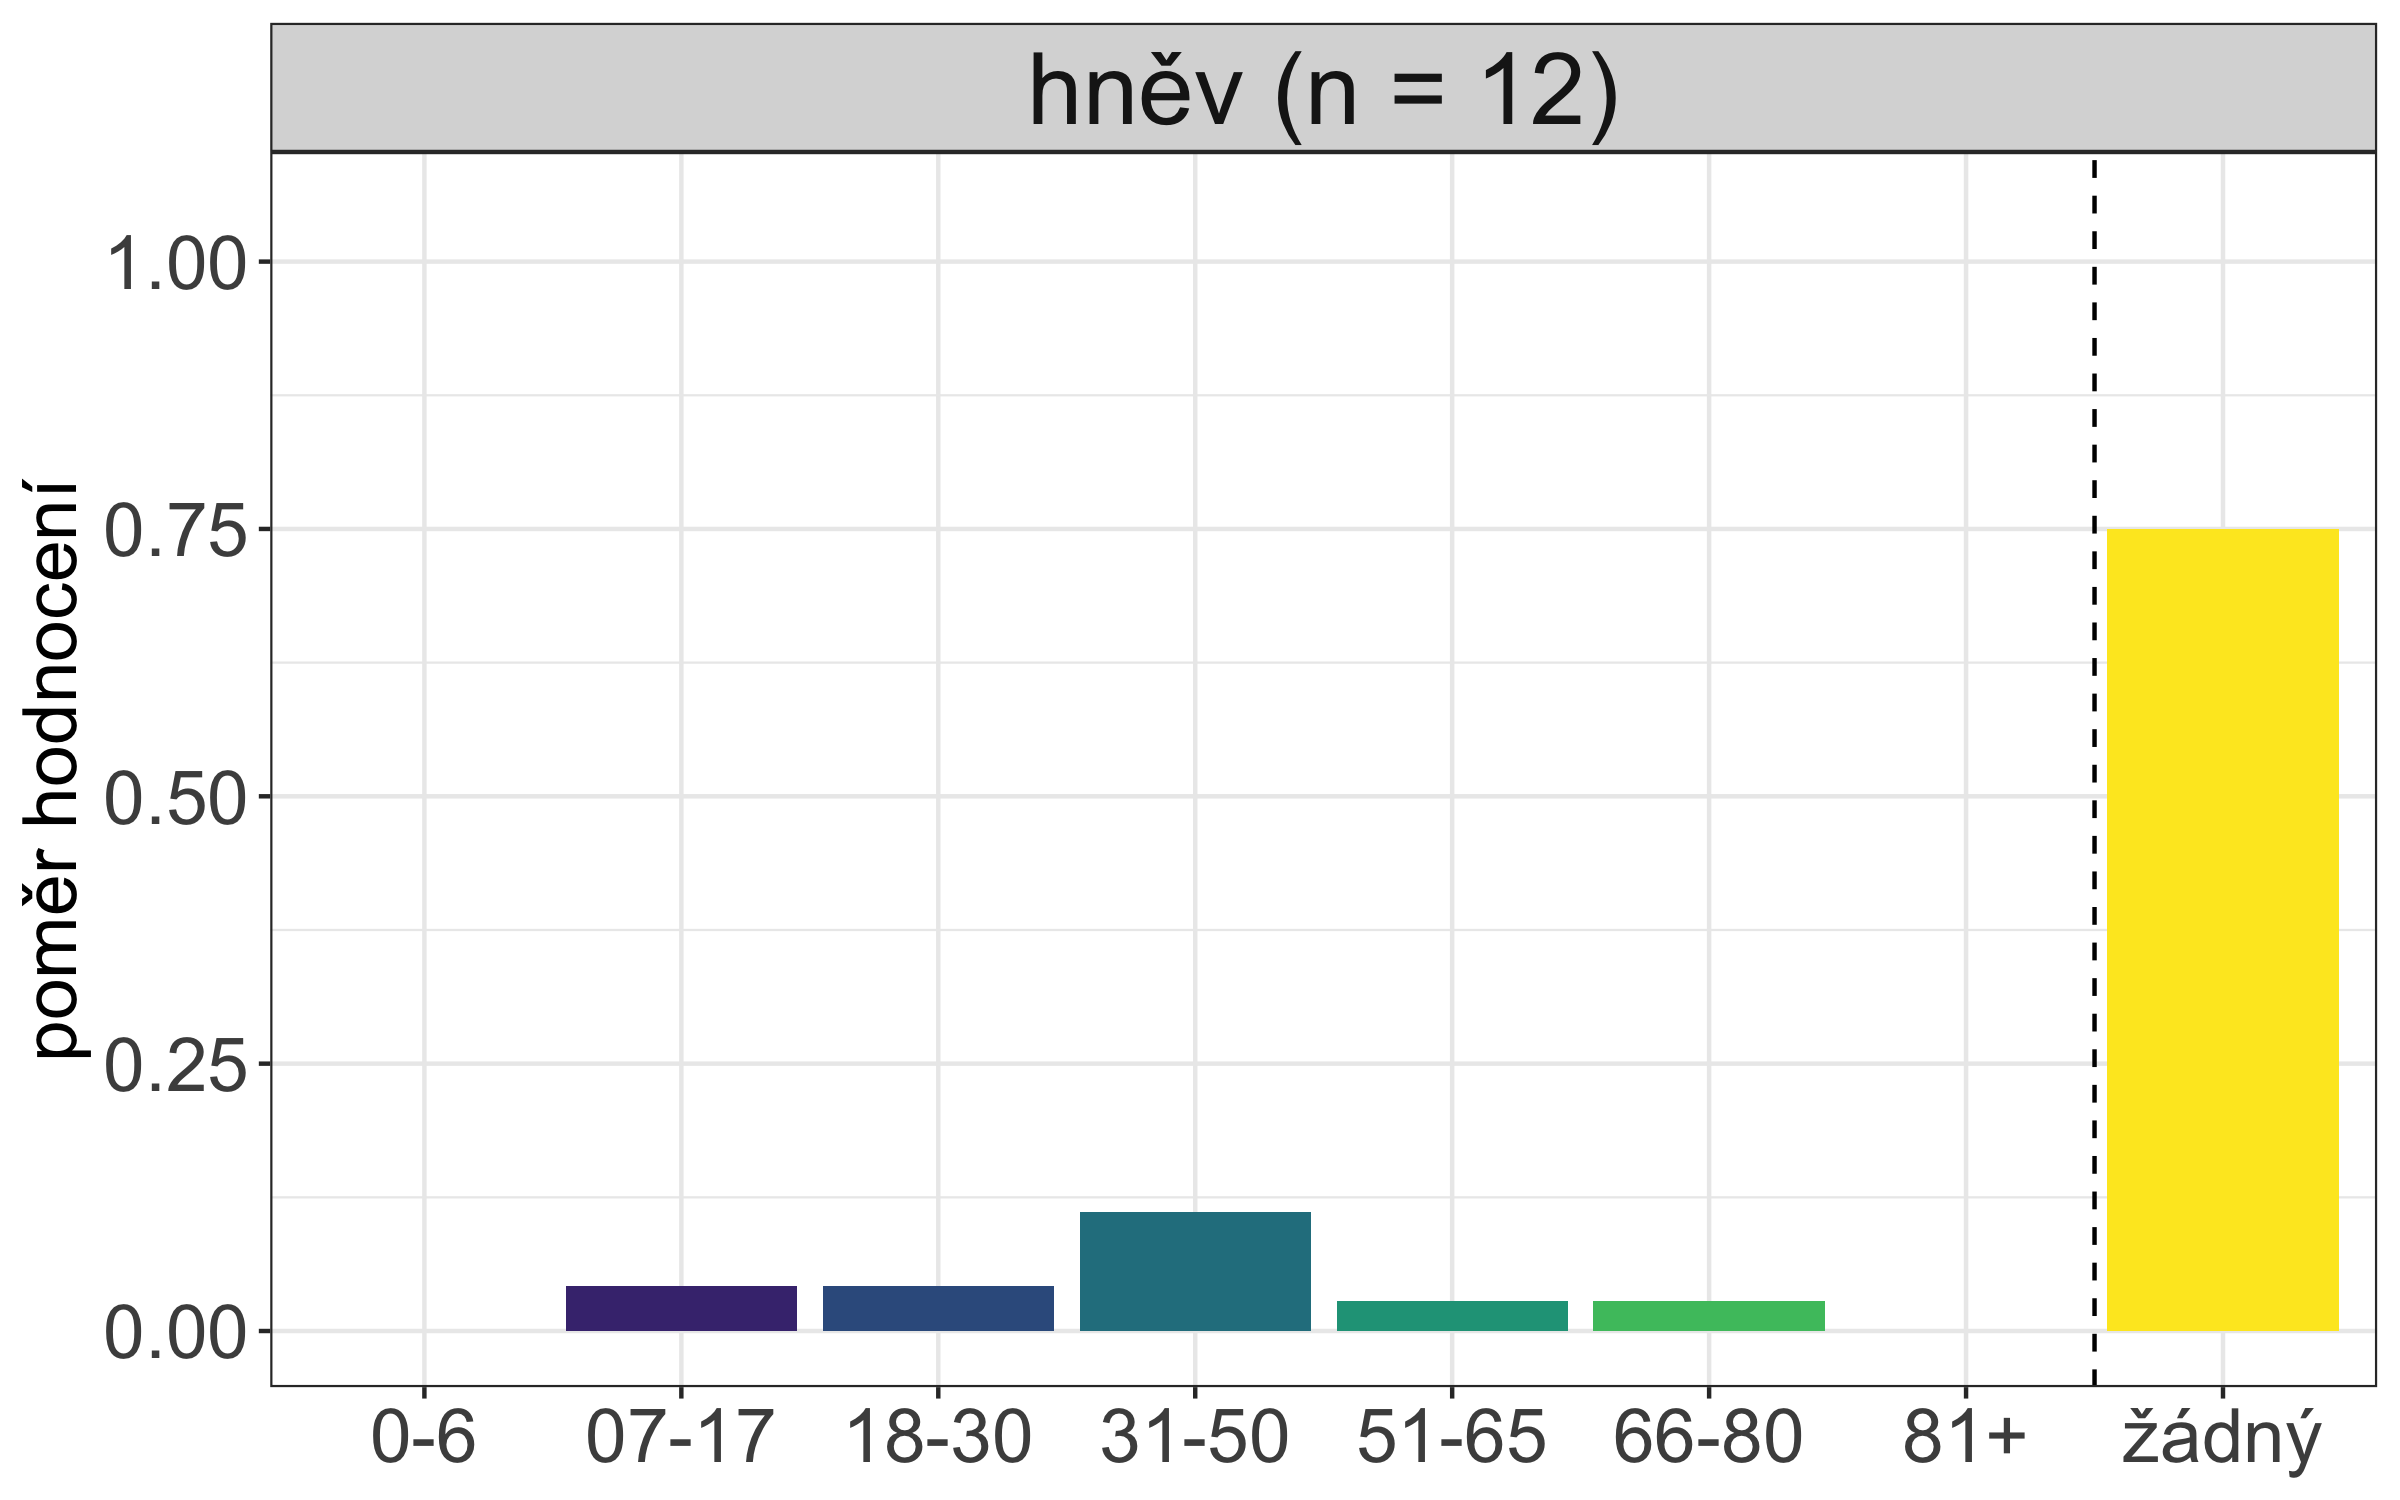 hněv (n = 12)
poměr hodnocení
1.00
0.75
0.50
0.25
0.00
0-6 07-17 18-30 31-50 51-65 66-80 81+ žádný